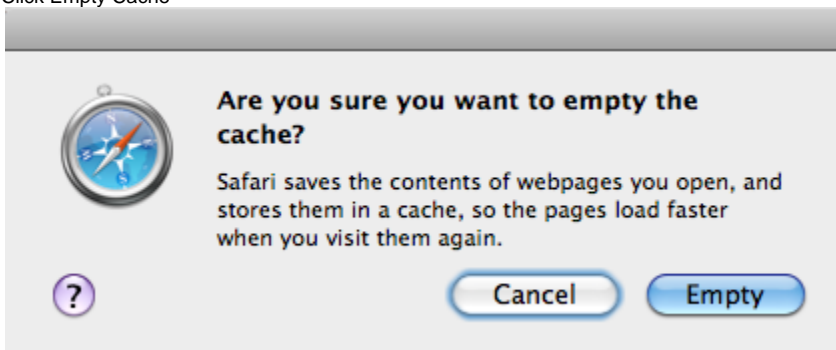 Click Empty Cache
Are you sure you want to empty the
cache?
Safari saves the contents of webpages you open, and
stores them in a cache, so the pages load faster
when you visit them again.
?
Cancel
Empty